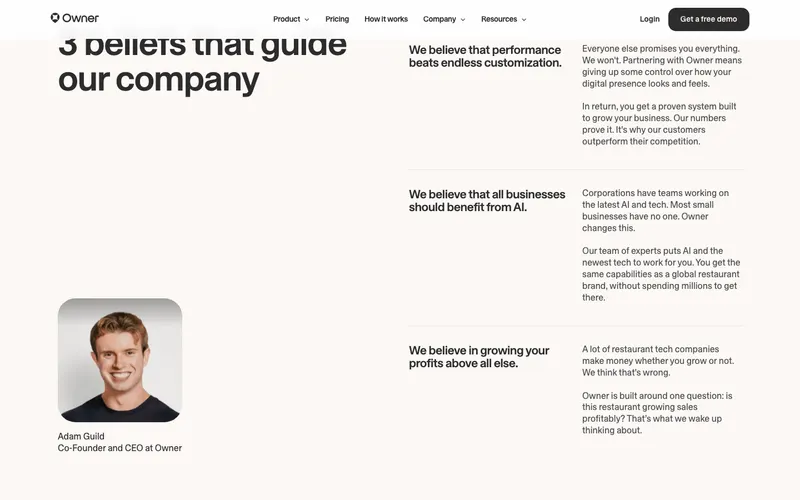 Owner
Product
Pricing
How it works
Company
Resources
Login
Get a free demo
3 beliefs that guide
our company
We believe that performance
beats endless customization.
Everyone else promises you everything.
We won't. Partnering with Owner means
giving up some control over how your
digital presence looks and feels.
In return, you get a proven system built
to grow your business. Our numbers
prove it. It's why our customers
outperform their competition.
We believe that all businesses
should benefit from AI.
Corporations have teams working on
the latest AI and tech. Most small
businesses have no one. Owner
changes this.
Our team of experts puts AI and the
newest tech to work for you. You get the
same capabilities as a global restaurant
brand, without spending millions to get
there.
We believe in growing your
profits above all else.
A lot of restaurant tech companies
make money whether you grow or not.
We think that's wrong.
Owner is built around one question: is
this restaurant growing sales
profitably? That's what we wake up
thinking about.
Adam Guild
Co-Founder and CEO at Owner